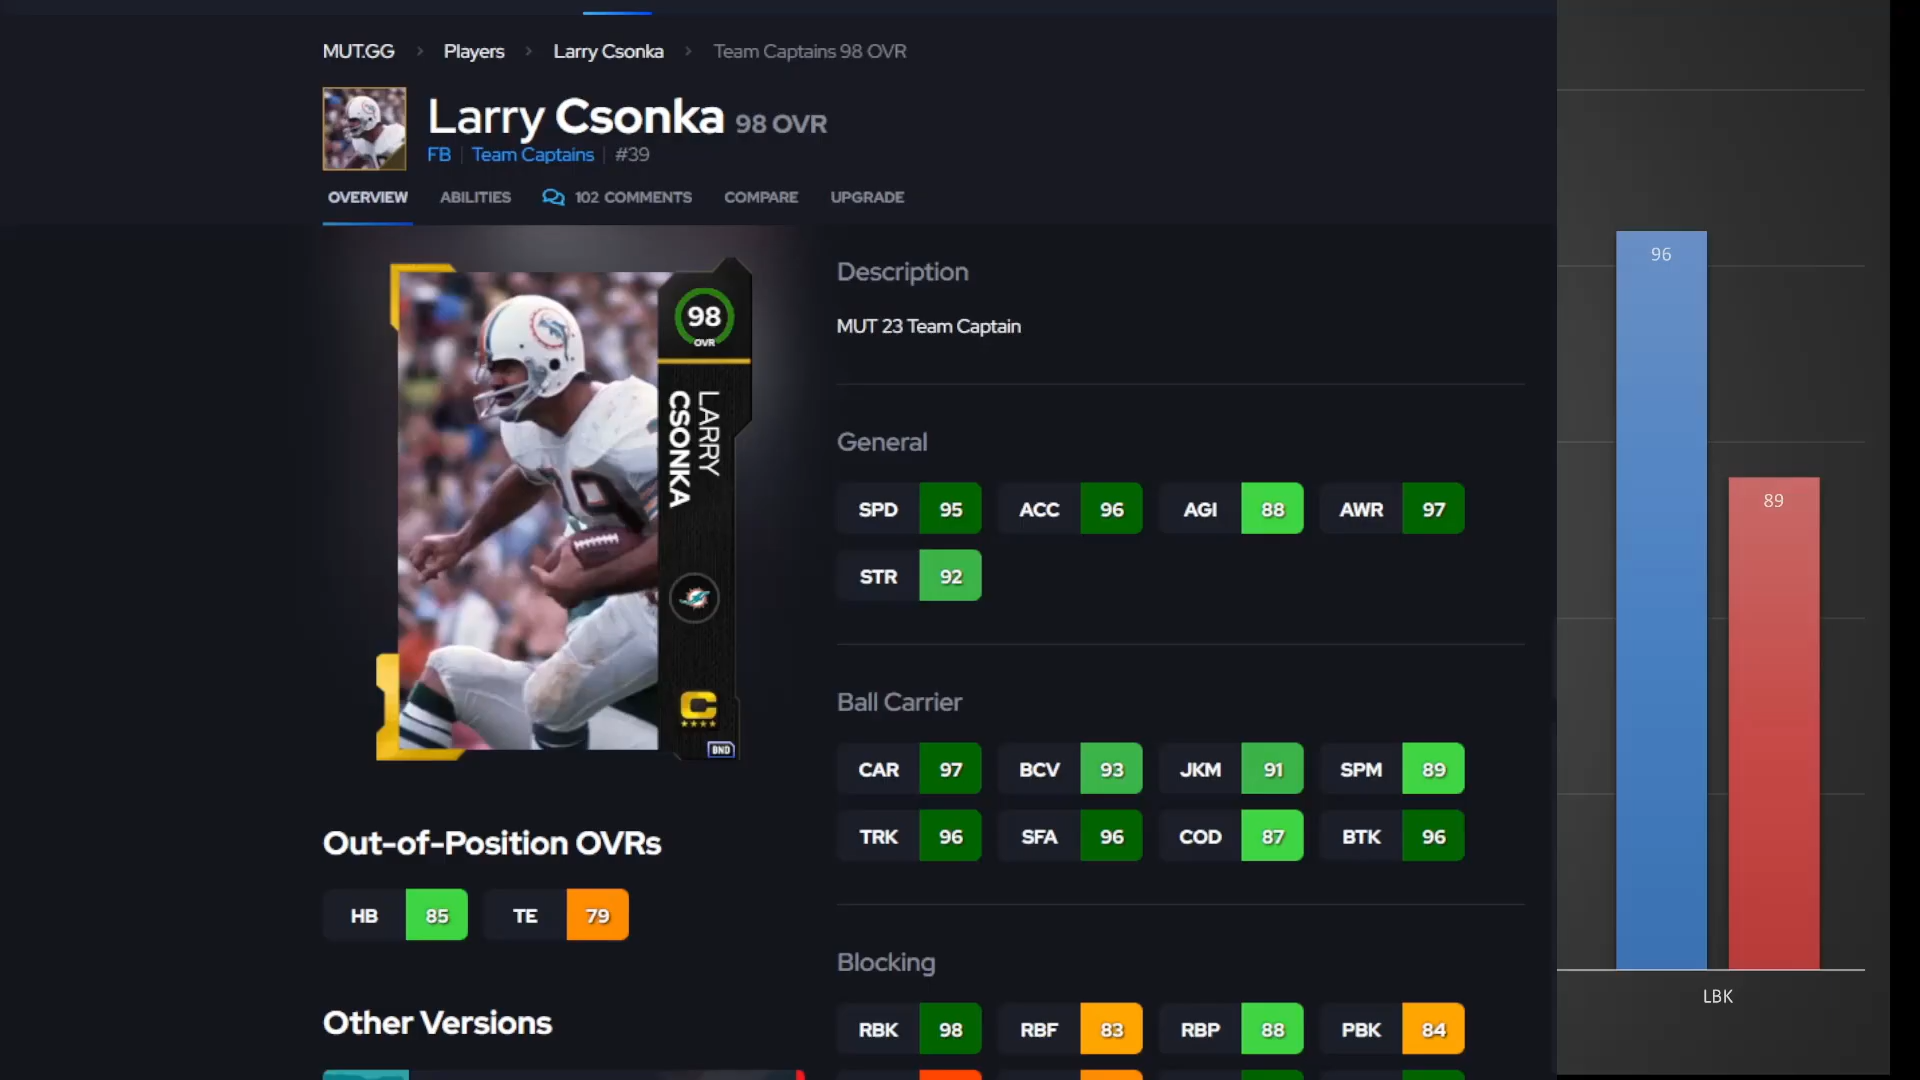 MUT.GG > Players > Larry Csonka > Team Captains 98 OVR
Larry Csonka 98 OVR
FB | Team Captains | #39
OVERVIEW ABILITIES 102 COMMENTS COMPARE UPGRADE
98
OVR
LARRY
CSONKA
C
BND
Out-of-Position OVRs
HB 85 TE 79
Other Versions
Description
MUT 23 Team Captain
General
SPD 95 ACC 96 AGI 88 AWR 97
STR 92
Ball Carrier
CAR 97 BCV 93 JKM 91 SPM 89
TRK 96 SFA 96 COD 87 BTK 96
Blocking
RBK 98 RBF 83 RBP 88 PBK 84
96
89
LBK